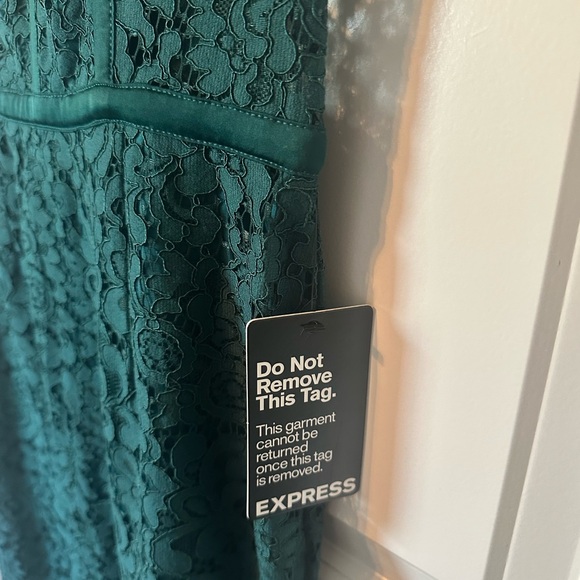 Do Not
Remove
This Tag.
This garment
cannot be
returned
once this tag
is removed.
EXPRESS